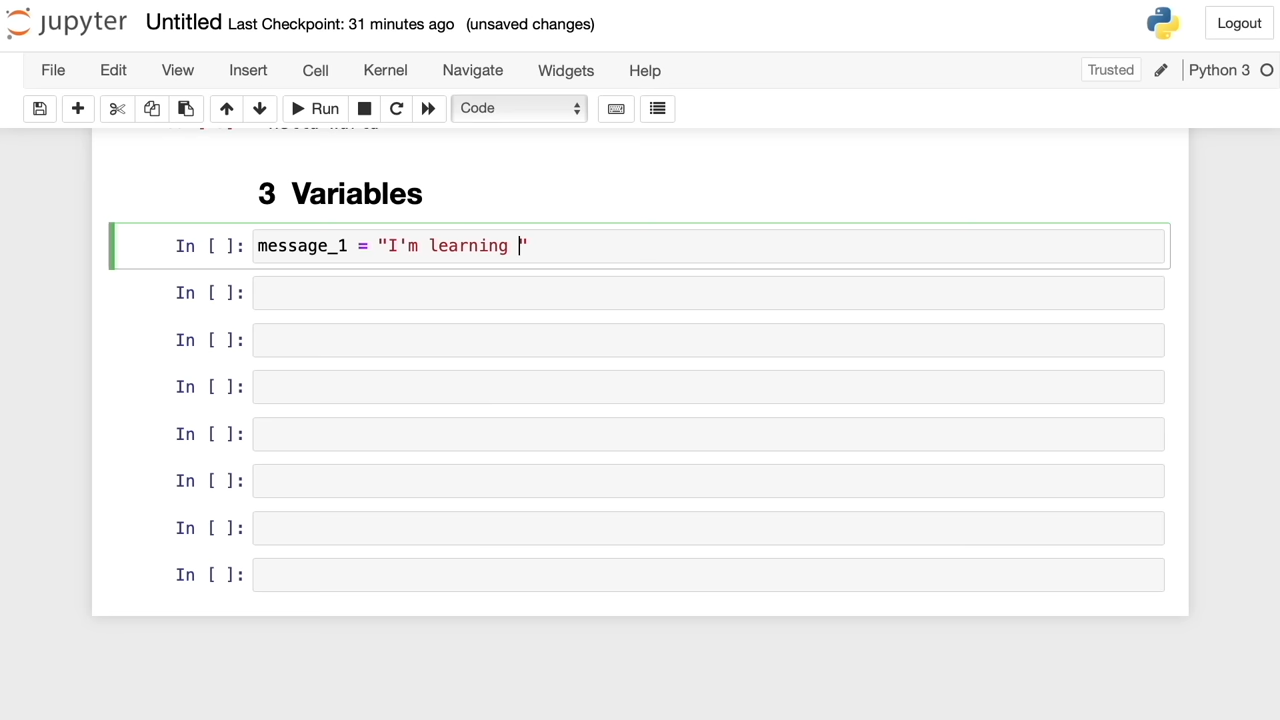 jupyter Untitled Last Checkpoint: 31 minutes ago (unsaved changes) Logout
File Edit View Insert Cell Kernel Navigate Widgets Help Trusted Python 3
Run Code
3 Variables
In [ ]: message_1 = "I'm learning "
In [ ]:
In [ ]:
In [ ]:
In [ ]:
In [ ]:
In [ ]:
In [ ]: